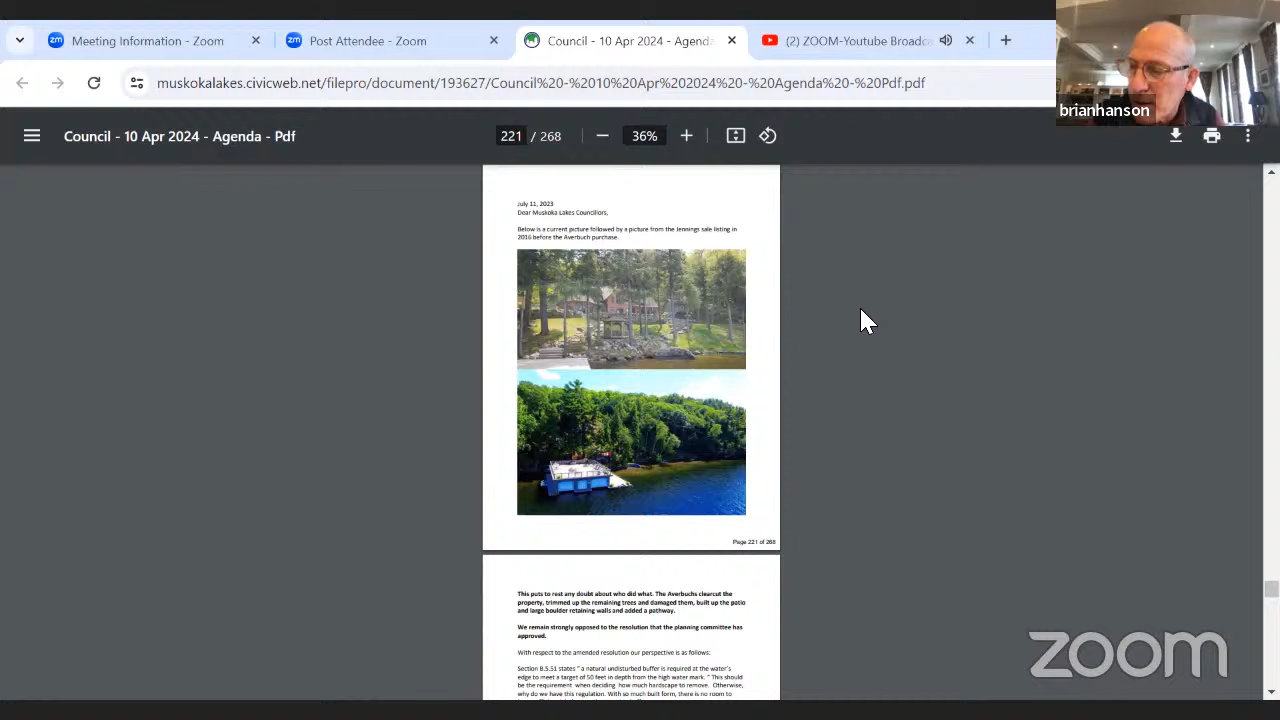 Meeting Information - Zoom
Post Attendee - Zoom
Council - 10 Apr 2024 - Agenda
(2) ZOOM-Youtube Broadc
muskokalakes.civicweb.net/filepro/document/193627/Council%20-%2010%20Apr%202024%20-%20Agenda%20-%20Pdf.pdf
brianhanson
Council - 10 Apr 2024 - Agenda - Pdf
221 / 268
36%
July 11, 2023
Dear Muskoka Lakes Councillors,
Below is a current picture followed by a picture from the Jennings sale listing in
2016 before the Averbuch purchase.
Page 221 of 268
This puts to rest any doubt about who did what. The Averbuchs clearcut the
property, trimmed up the remaining trees and damaged them, built up the patio
and large boulder retaining walls and added a pathway.
We remain strongly opposed to the resolution that the planning committee has
approved.
With respect to the amended resolution our perspective is as follows:
Section B.5.51 states " a natural undisturbed buffer is required at the water's
edge to meet a target of 50 feet in depth from the high water mark. " This should
be the requirement when deciding how much hardscape to remove. Otherwise,
why do we have this regulation. With so much built form, there is no room to
zoom